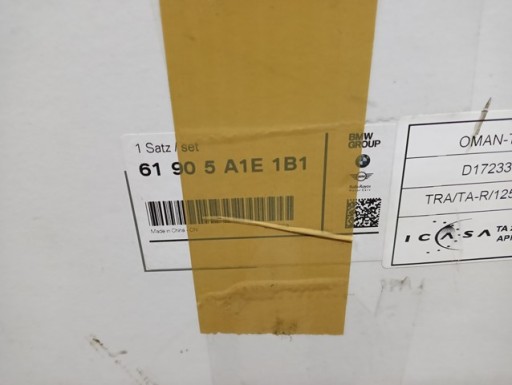 1 Satz / set
BMW
GROUP
61 90 5 A1E 1B1
Made in China
OMAN-T
D17233
TRA/TA-R/125
ICASA TA